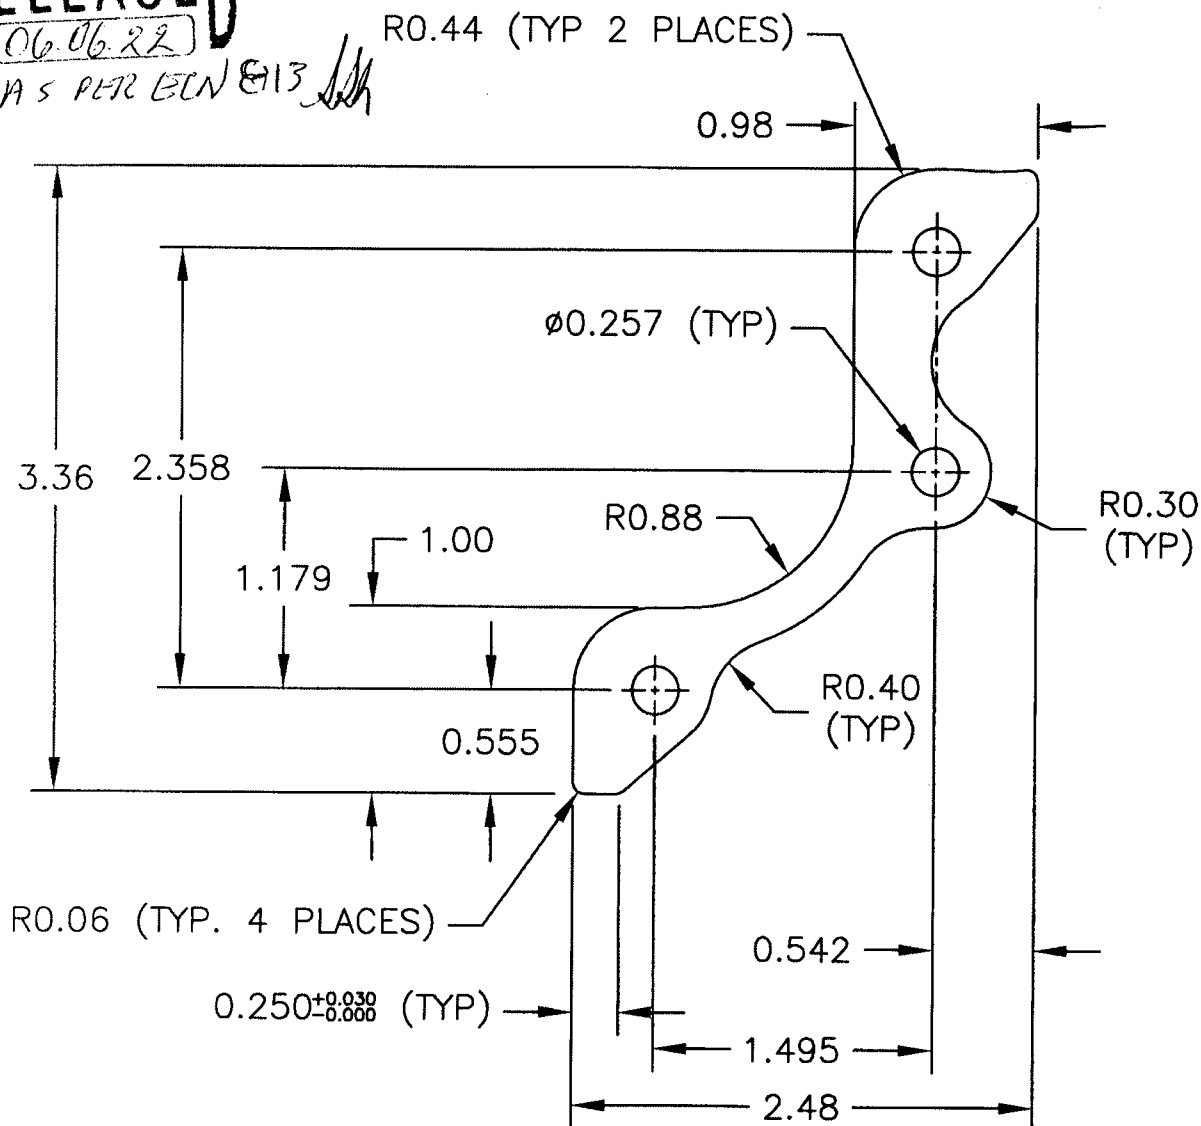 06.06.22
AS PER ECN
R0.44 (TYP 2 PLACES)
0.98
ø0.257 (TYP)
3.36
2.358
R0.30
(TYP)
R0.88
1.00
1.179
R0.40
(TYP)
0.555
R0.06 (TYP. 4 PLACES)
0.542
0.250+0.030-0.000 (TYP)
1.495
2.48